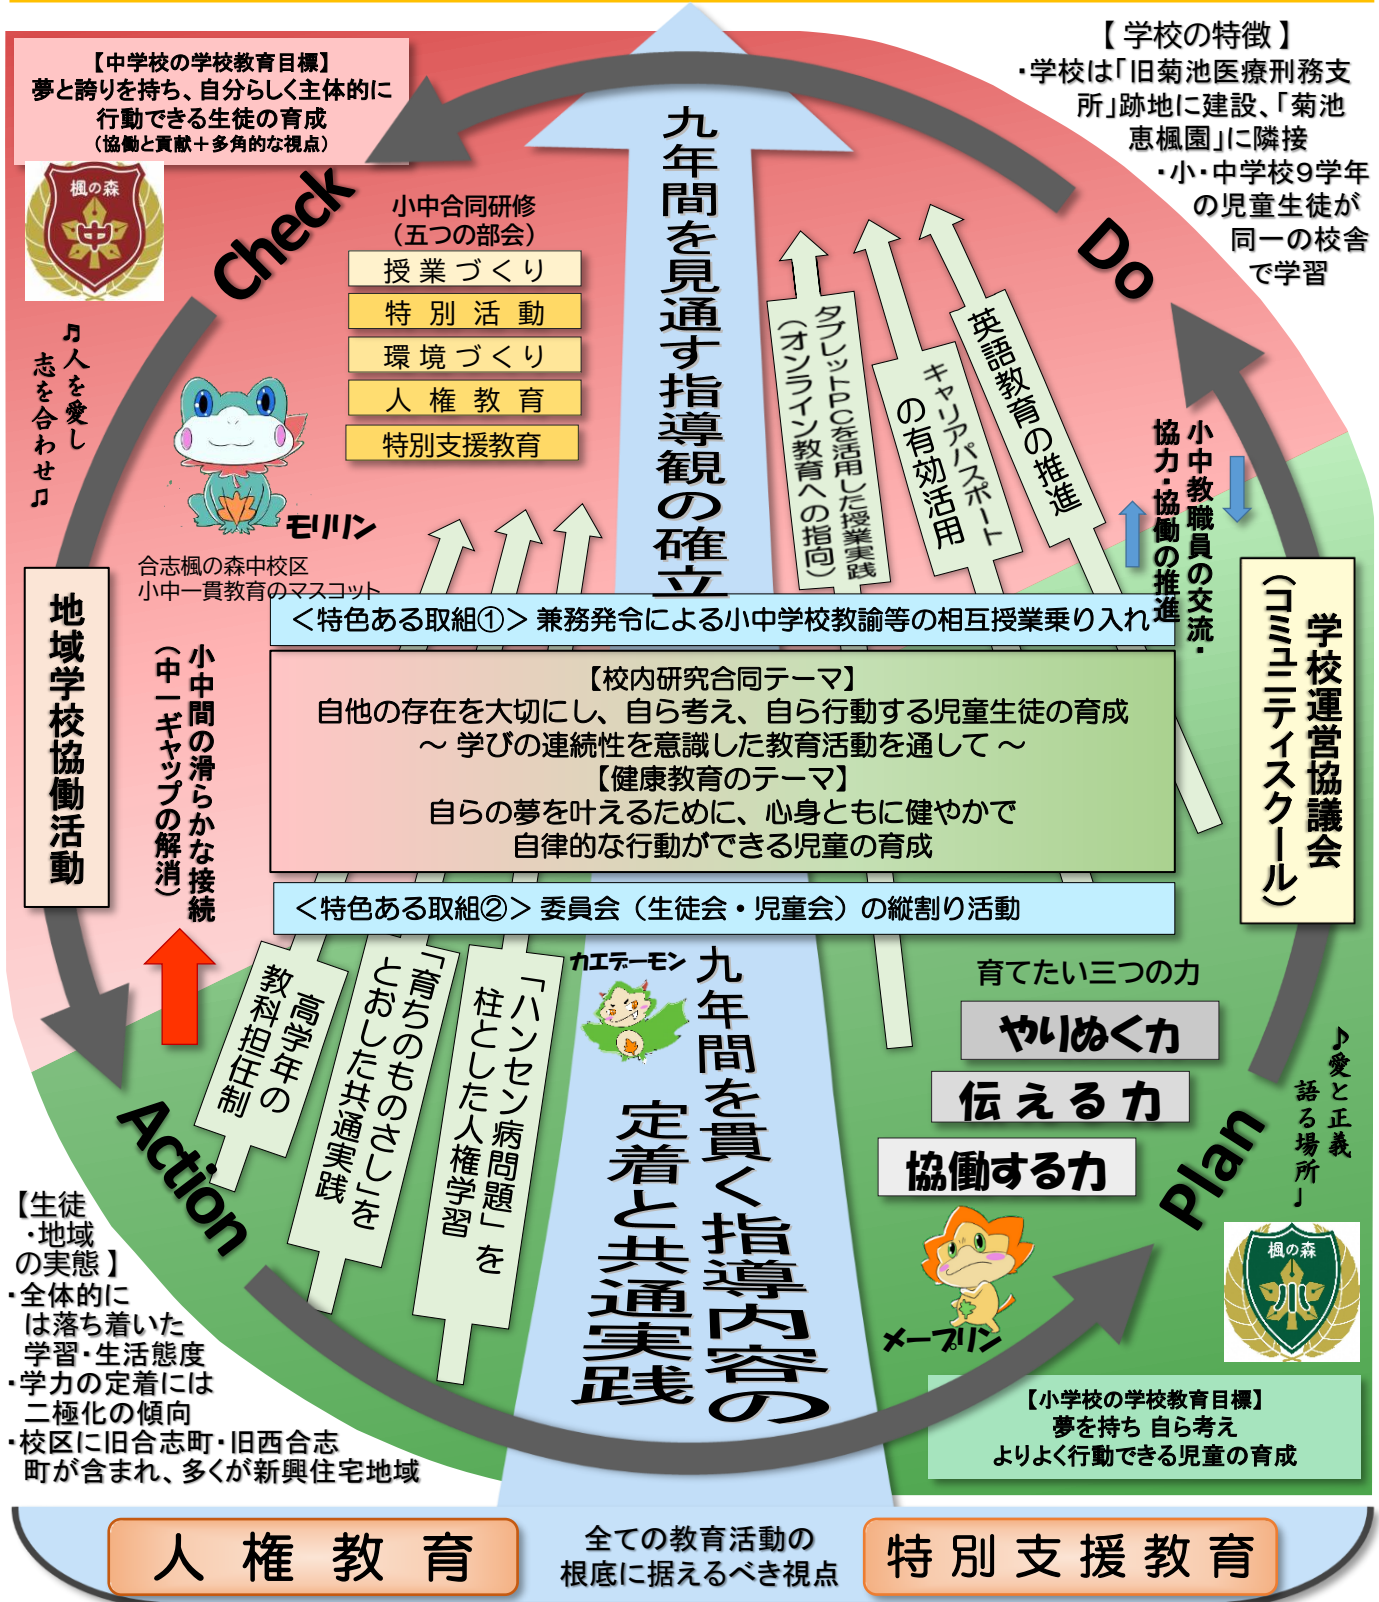 【中学校の学校教育目標】
夢と誇りを持ち、自分らしく主体的に
行動できる生徒の育成
（協働と貢献＋多角的な視点）
楓の森
中
【 学校の特徴 】
・学校は「旧菊池医療刑務支
所」跡地に建設、「菊池
恵楓園」に隣接
・小・中学校９学年
の児童生徒が
同一の校舎
で学習
Check
Do
小中合同研修
（五つの部会）
授業づくり
特別活動
環境づくり
人権教育
特別支援教育
九年間を見通す指導観の確立
タブレットPCを活用した授業実践
（オンライン教育への指向）
キャリアパスポート
の有効活用
英語教育の推進
♬人を愛し
志を合わせ♫
モリリン
合志楓の森中校区
小中一貫教育のマスコット
小中教職員の交流・
協力・協働の推進
地域学校協働活動
学校運営協議会
（コミュニティスクール）
小中間の滑らかな接続
（中一ギャップの解消）
＜特色ある取組①＞ 兼務発令による小中学校教諭等の相互授業乗り入れ
【校内研究合同テーマ】
自他の存在を大切にし、自ら考え、自ら行動する児童生徒の育成
～ 学びの連続性を意識した教育活動を通して ～
【健康教育のテーマ】
自らの夢を叶えるために、心身ともに健やかで
自律的な行動ができる児童の育成
＜特色ある取組②＞ 委員会（生徒会・児童会）の縦割り活動
高学年の
教科担任制
「育ちのものさし」を
とおした共通実践
「ハンセン病問題」を
柱とした人権学習
カエデーモン
九年間を貫く指導内容の
定着と共通実践
育てたい三つの力
やりぬく力
伝える力
協働する力
♪愛と正義
語る場所♩
Action
Plan
メープリン
楓の森
小
【生徒
・地域
の実態 】
・全体的に
は落ち着いた
学習・生活態度
・学力の定着には
二極化の傾向
・校区に旧合志町・旧西合志
町が含まれ、多くが新興住宅地域
【小学校の学校教育目標】
夢を持ち 自ら考え
よりよく行動できる児童の育成
人権教育
全ての教育活動の
根底に据えるべき視点
特別支援教育